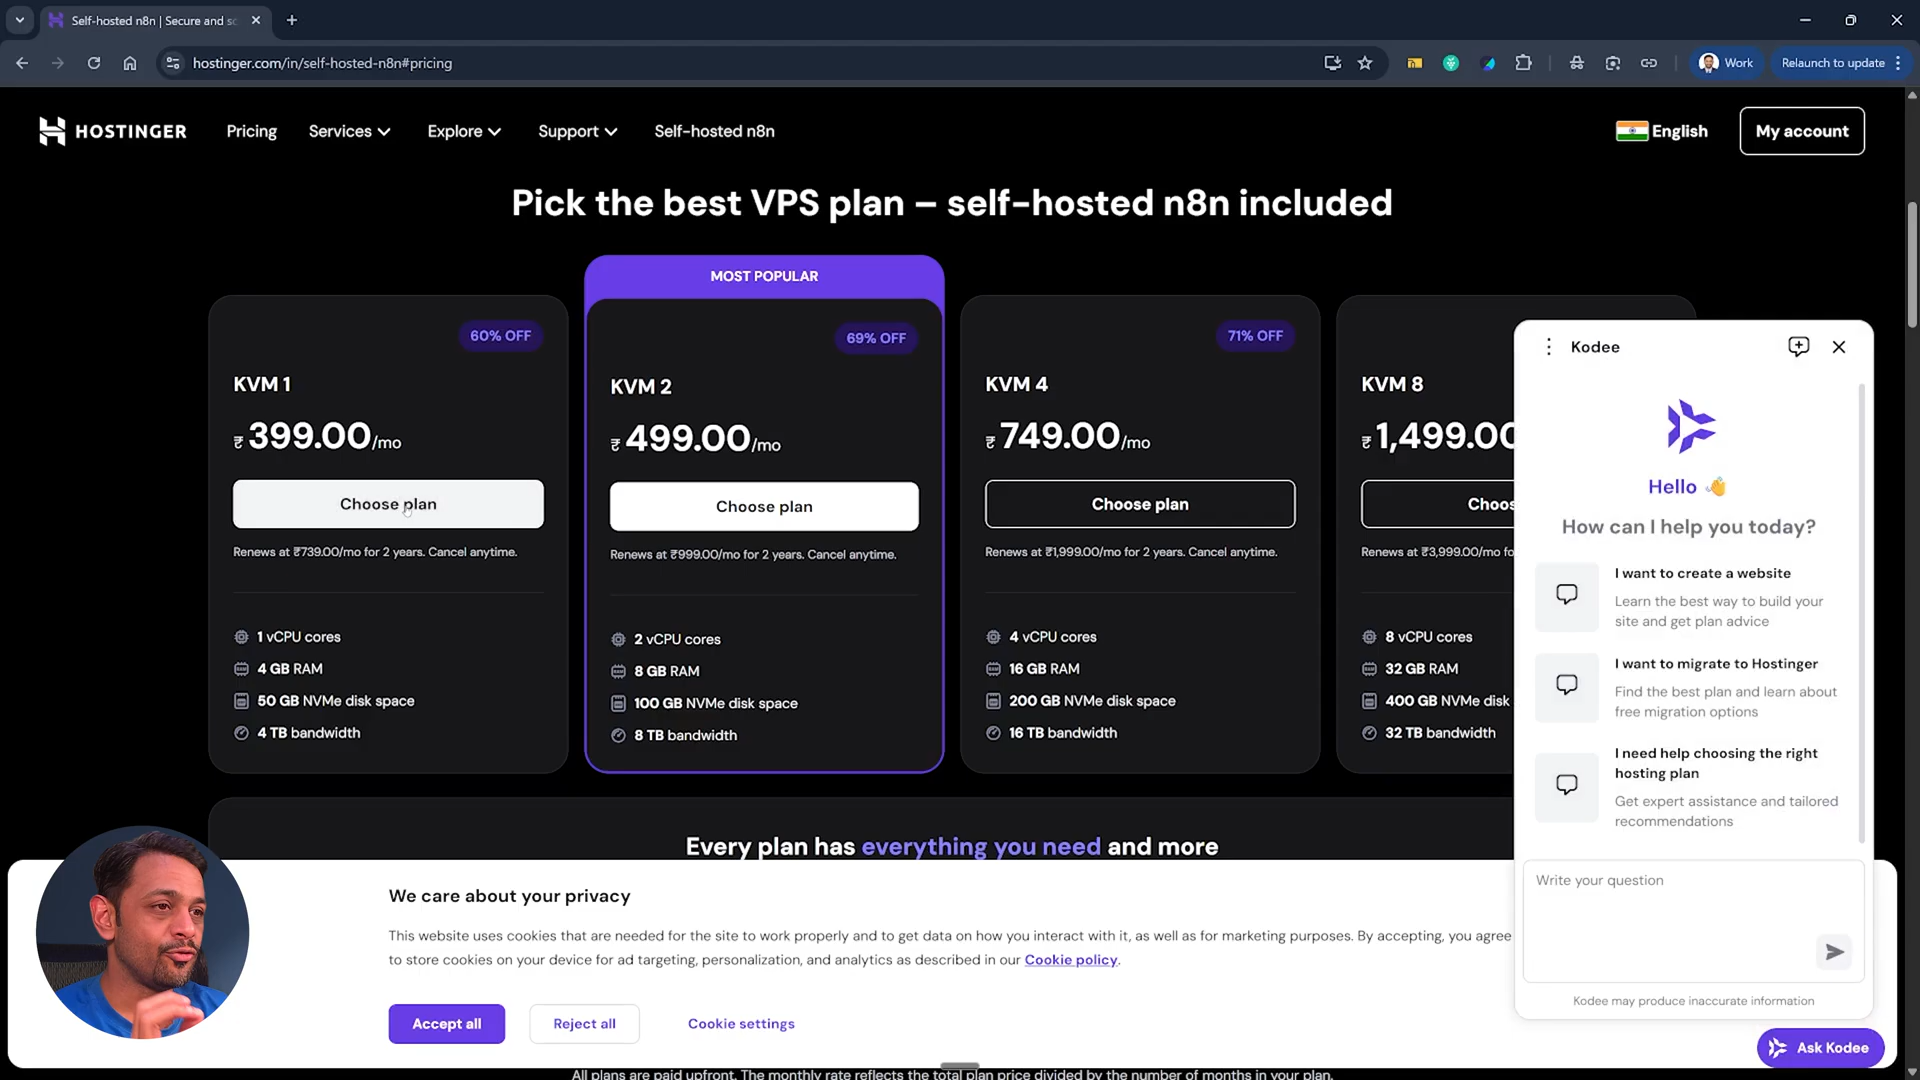 Self-hosted n8n | Secure and sc
hostinger.com/in/self-hosted-n8n#pricing
Work
Relaunch to update
HOSTINGER
Pricing
Services
Explore
Support
Self-hosted n8n
English
My account
Pick the best VPS plan – self-hosted n8n included
60% OFF
KVM 1
₹ 399.00/mo
Choose plan
Renews at ₹739.00/mo for 2 years. Cancel anytime.
1 vCPU cores
4 GB RAM
50 GB NVMe disk space
4 TB bandwidth
MOST POPULAR
69% OFF
KVM 2
₹ 499.00/mo
Choose plan
Renews at ₹999.00/mo for 2 years. Cancel anytime.
2 vCPU cores
8 GB RAM
100 GB NVMe disk space
8 TB bandwidth
71% OFF
KVM 4
₹ 749.00/mo
Choose plan
Renews at ₹1,999.00/mo for 2 years. Cancel anytime.
4 vCPU cores
16 GB RAM
200 GB NVMe disk space
16 TB bandwidth
KVM 8
₹ 1,499.00
Choos
Renews at ₹3,999.00/mo fo
8 vCPU cores
32 GB RAM
400 GB NVMe disk
32 TB bandwidth
Kodee
Hello 👋
How can I help you today?
I want to create a website
Learn the best way to build your
site and get plan advice
I want to migrate to Hostinger
Find the best plan and learn about
free migration options
I need help choosing the right
hosting plan
Get expert assistance and tailored
recommendations
Write your question
Kodee may produce inaccurate information
Ask Kodee
Every plan has everything you need and more
We care about your privacy
This website uses cookies that are needed for the site to work properly and to get data on how you interact with it, as well as for marketing purposes. By accepting, you agree
to store cookies on your device for ad targeting, personalization, and analytics as described in our Cookie policy.
Accept all
Reject all
Cookie settings
All plans are paid upfront. The monthly rate reflects the total plan price divided by the number of months in your plan.